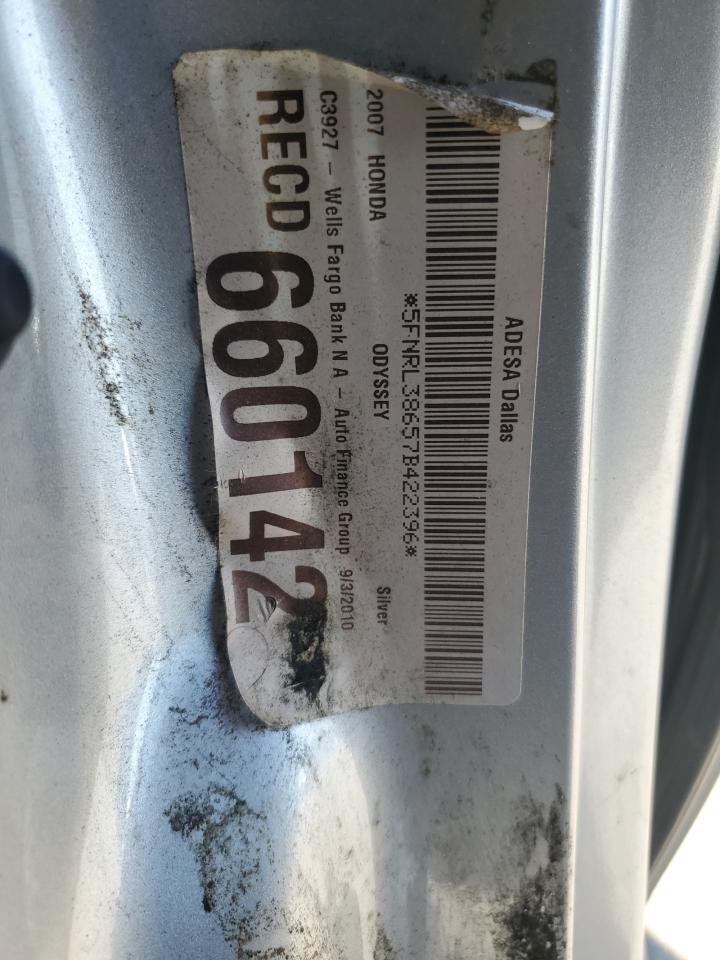 ADESA Dallas
*5FNRL38657B422396*
2007 HONDA ODYSSEY Silver
C3927 - Wells Fargo Bank N A - Auto Finance Group 9/3/2010
RECD 660142